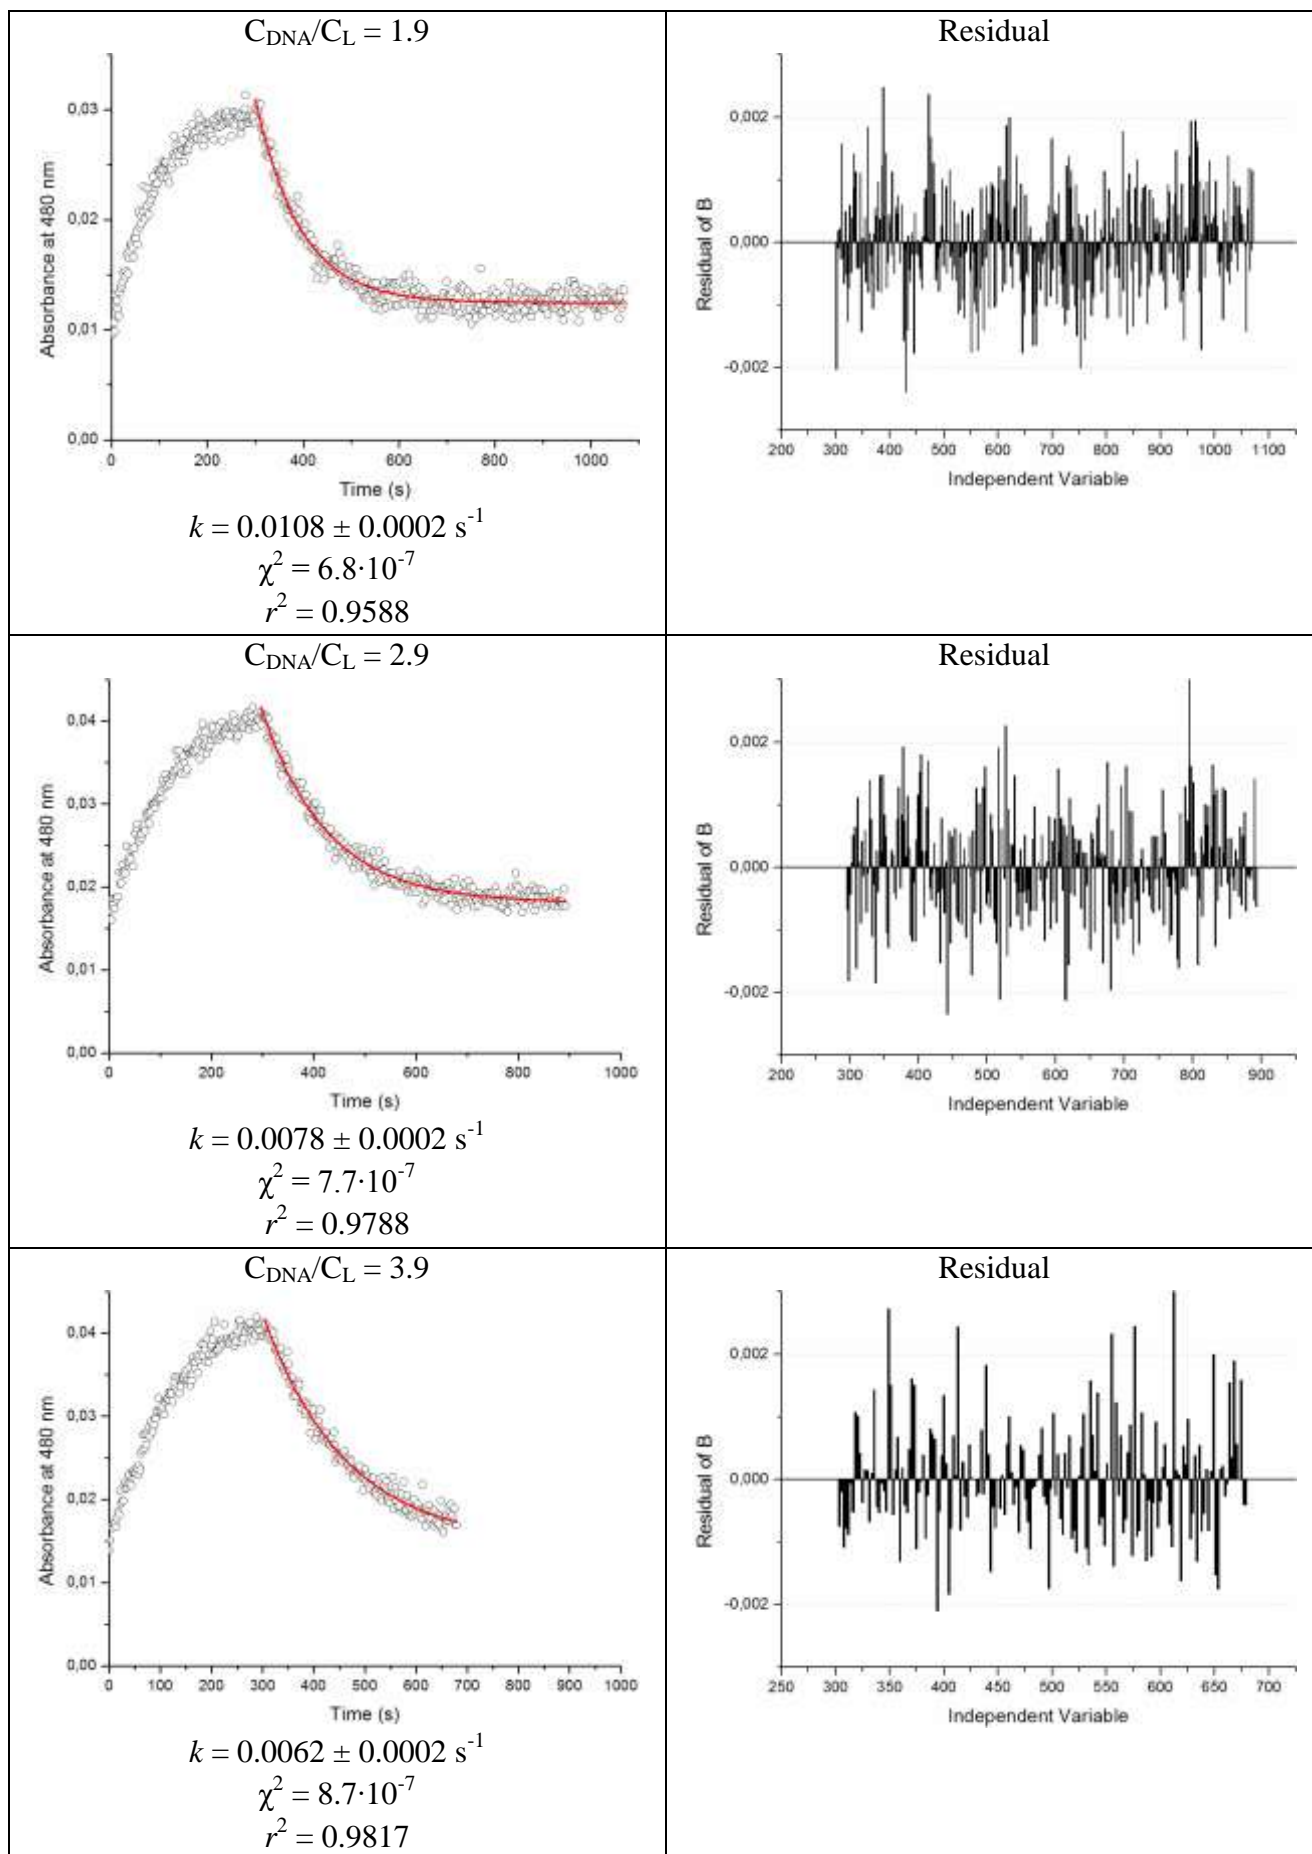 C_DNA/C_L = 1.9
Absorbance at 480 nm
0,03
0,02
0,01
0,00
0 200 400 600 800 1000
Time (s)
k = 0.0108 ± 0.0002 s⁻¹
χ² = 6.8·10⁻⁷
r² = 0.9588
Residual
Residual of B
0,002
0,000
-0,002
200 300 400 500 600 700 800 900 1000 1100
Independent Variable
C_DNA/C_L = 2.9
Absorbance at 480 nm
0,04
0,03
0,02
0,01
0,00
0 200 400 600 800 1000
Time (s)
k = 0.0078 ± 0.0002 s⁻¹
χ² = 7.7·10⁻⁷
r² = 0.9788
Residual
Residual of B
0,002
0,000
-0,002
200 300 400 500 600 700 800 900
Independent Variable
C_DNA/C_L = 3.9
Absorbance at 480 nm
0,04
0,03
0,02
0,01
0,00
0 100 200 300 400 500 600 700 800 900 1000
Time (s)
k = 0.0062 ± 0.0002 s⁻¹
χ² = 8.7·10⁻⁷
r² = 0.9817
Residual
Residual of B
0,002
0,000
-0,002
250 300 350 400 450 500 550 600 650 700
Independent Variable